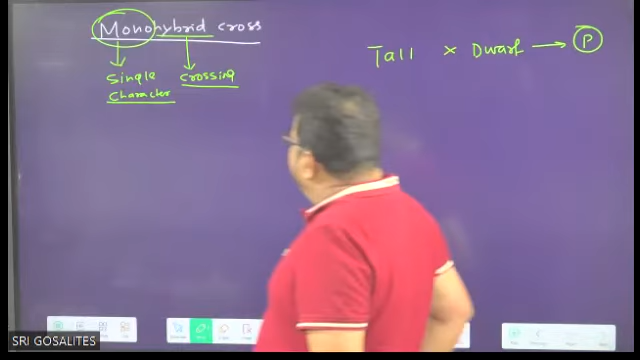 Monohybrid cross
Single
character
crossing
Tall × Dwarf → P
SRI GOSALITES